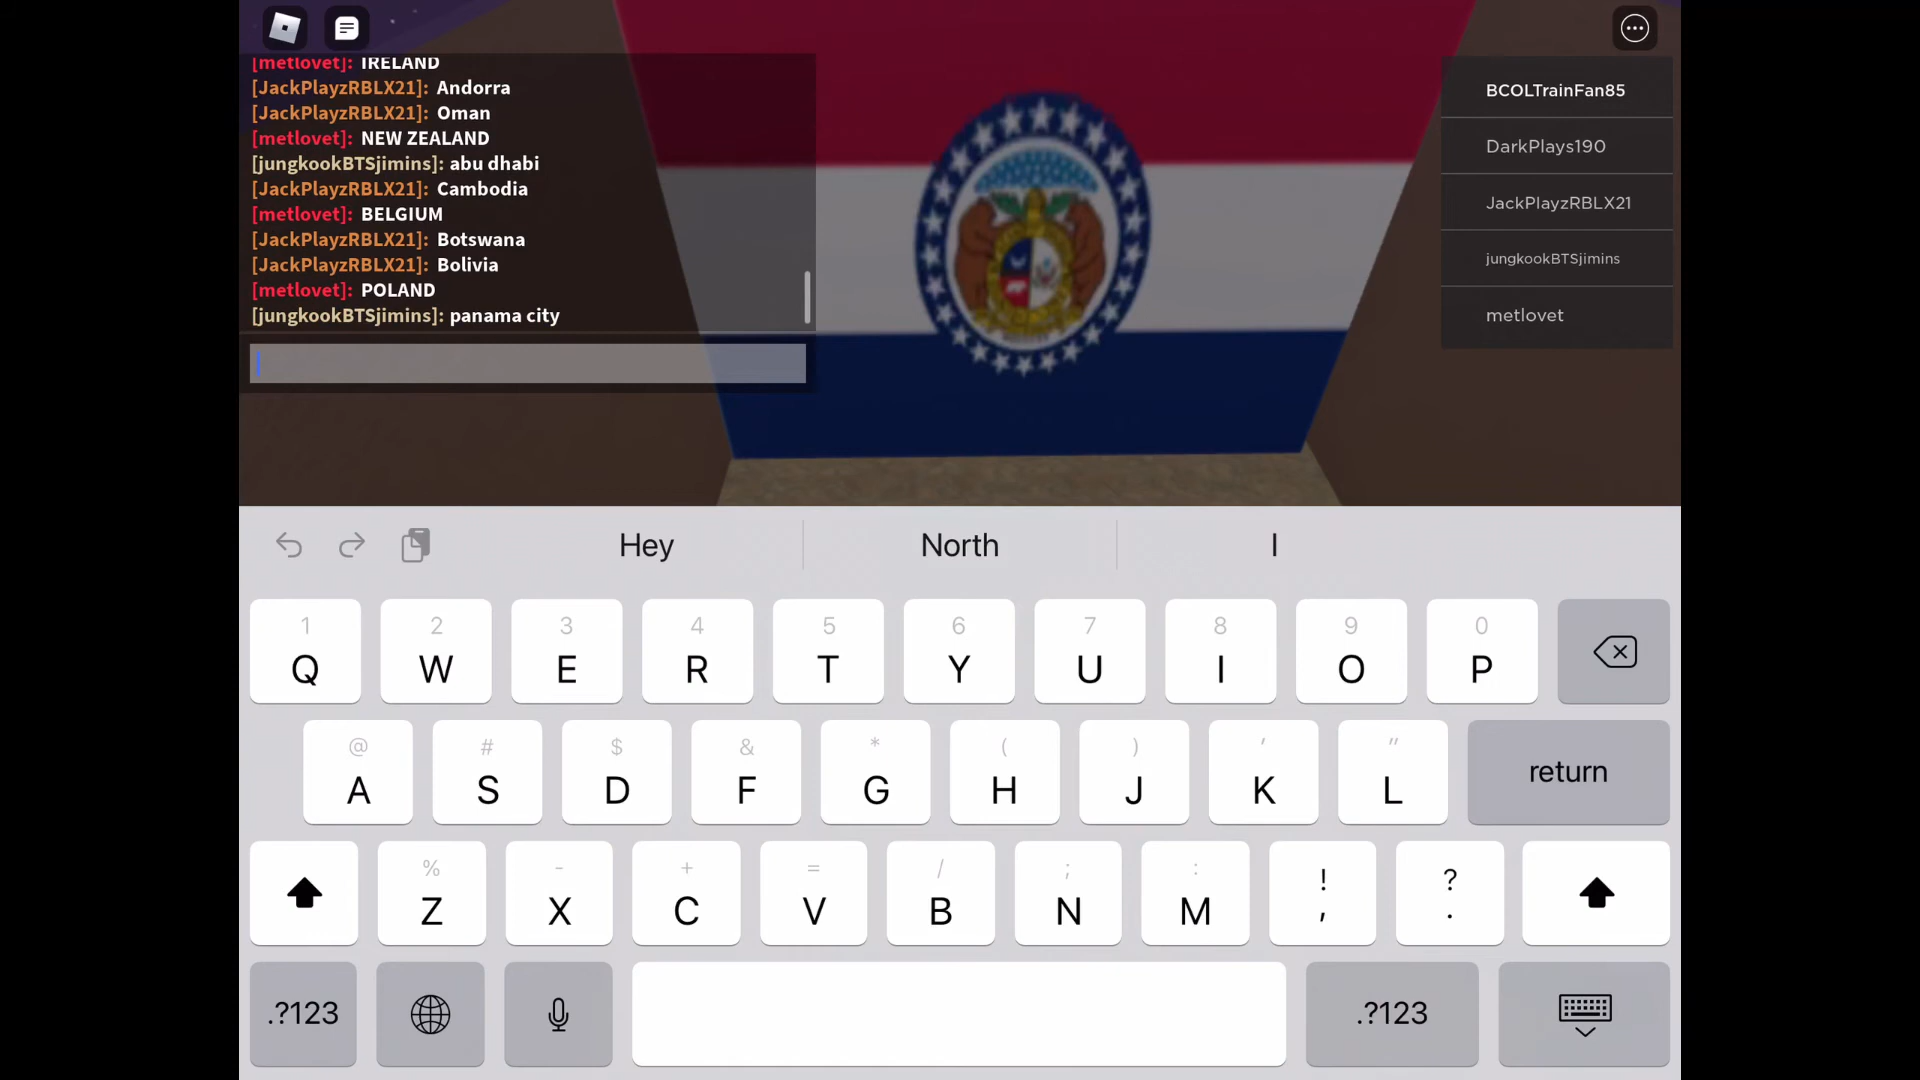 [metlovet]: IRELAND
[JackPlayzRBLX21]: Andorra
[JackPlayzRBLX21]: Oman
[metlovet]: NEW ZEALAND
[jungkookBTSjimins]: abu dhabi
[JackPlayzRBLX21]: Cambodia
[metlovet]: BELGIUM
[JackPlayzRBLX21]: Botswana
[JackPlayzRBLX21]: Bolivia
[metlovet]: POLAND
[jungkookBTSjimins]: panama city
BCOLTrainFan85
DarkPlays190
JackPlayzRBLX21
jungkookBTSjimins
metlovet
Hey North I
1 2 3 4 5 6 7 8 9 0
Q W E R T Y U I O P
@ # $ & * ( ) ' "
A S D F G H J K L return
% - + = / ; : ! ?
Z X C V B N M , .
.?123 .?123